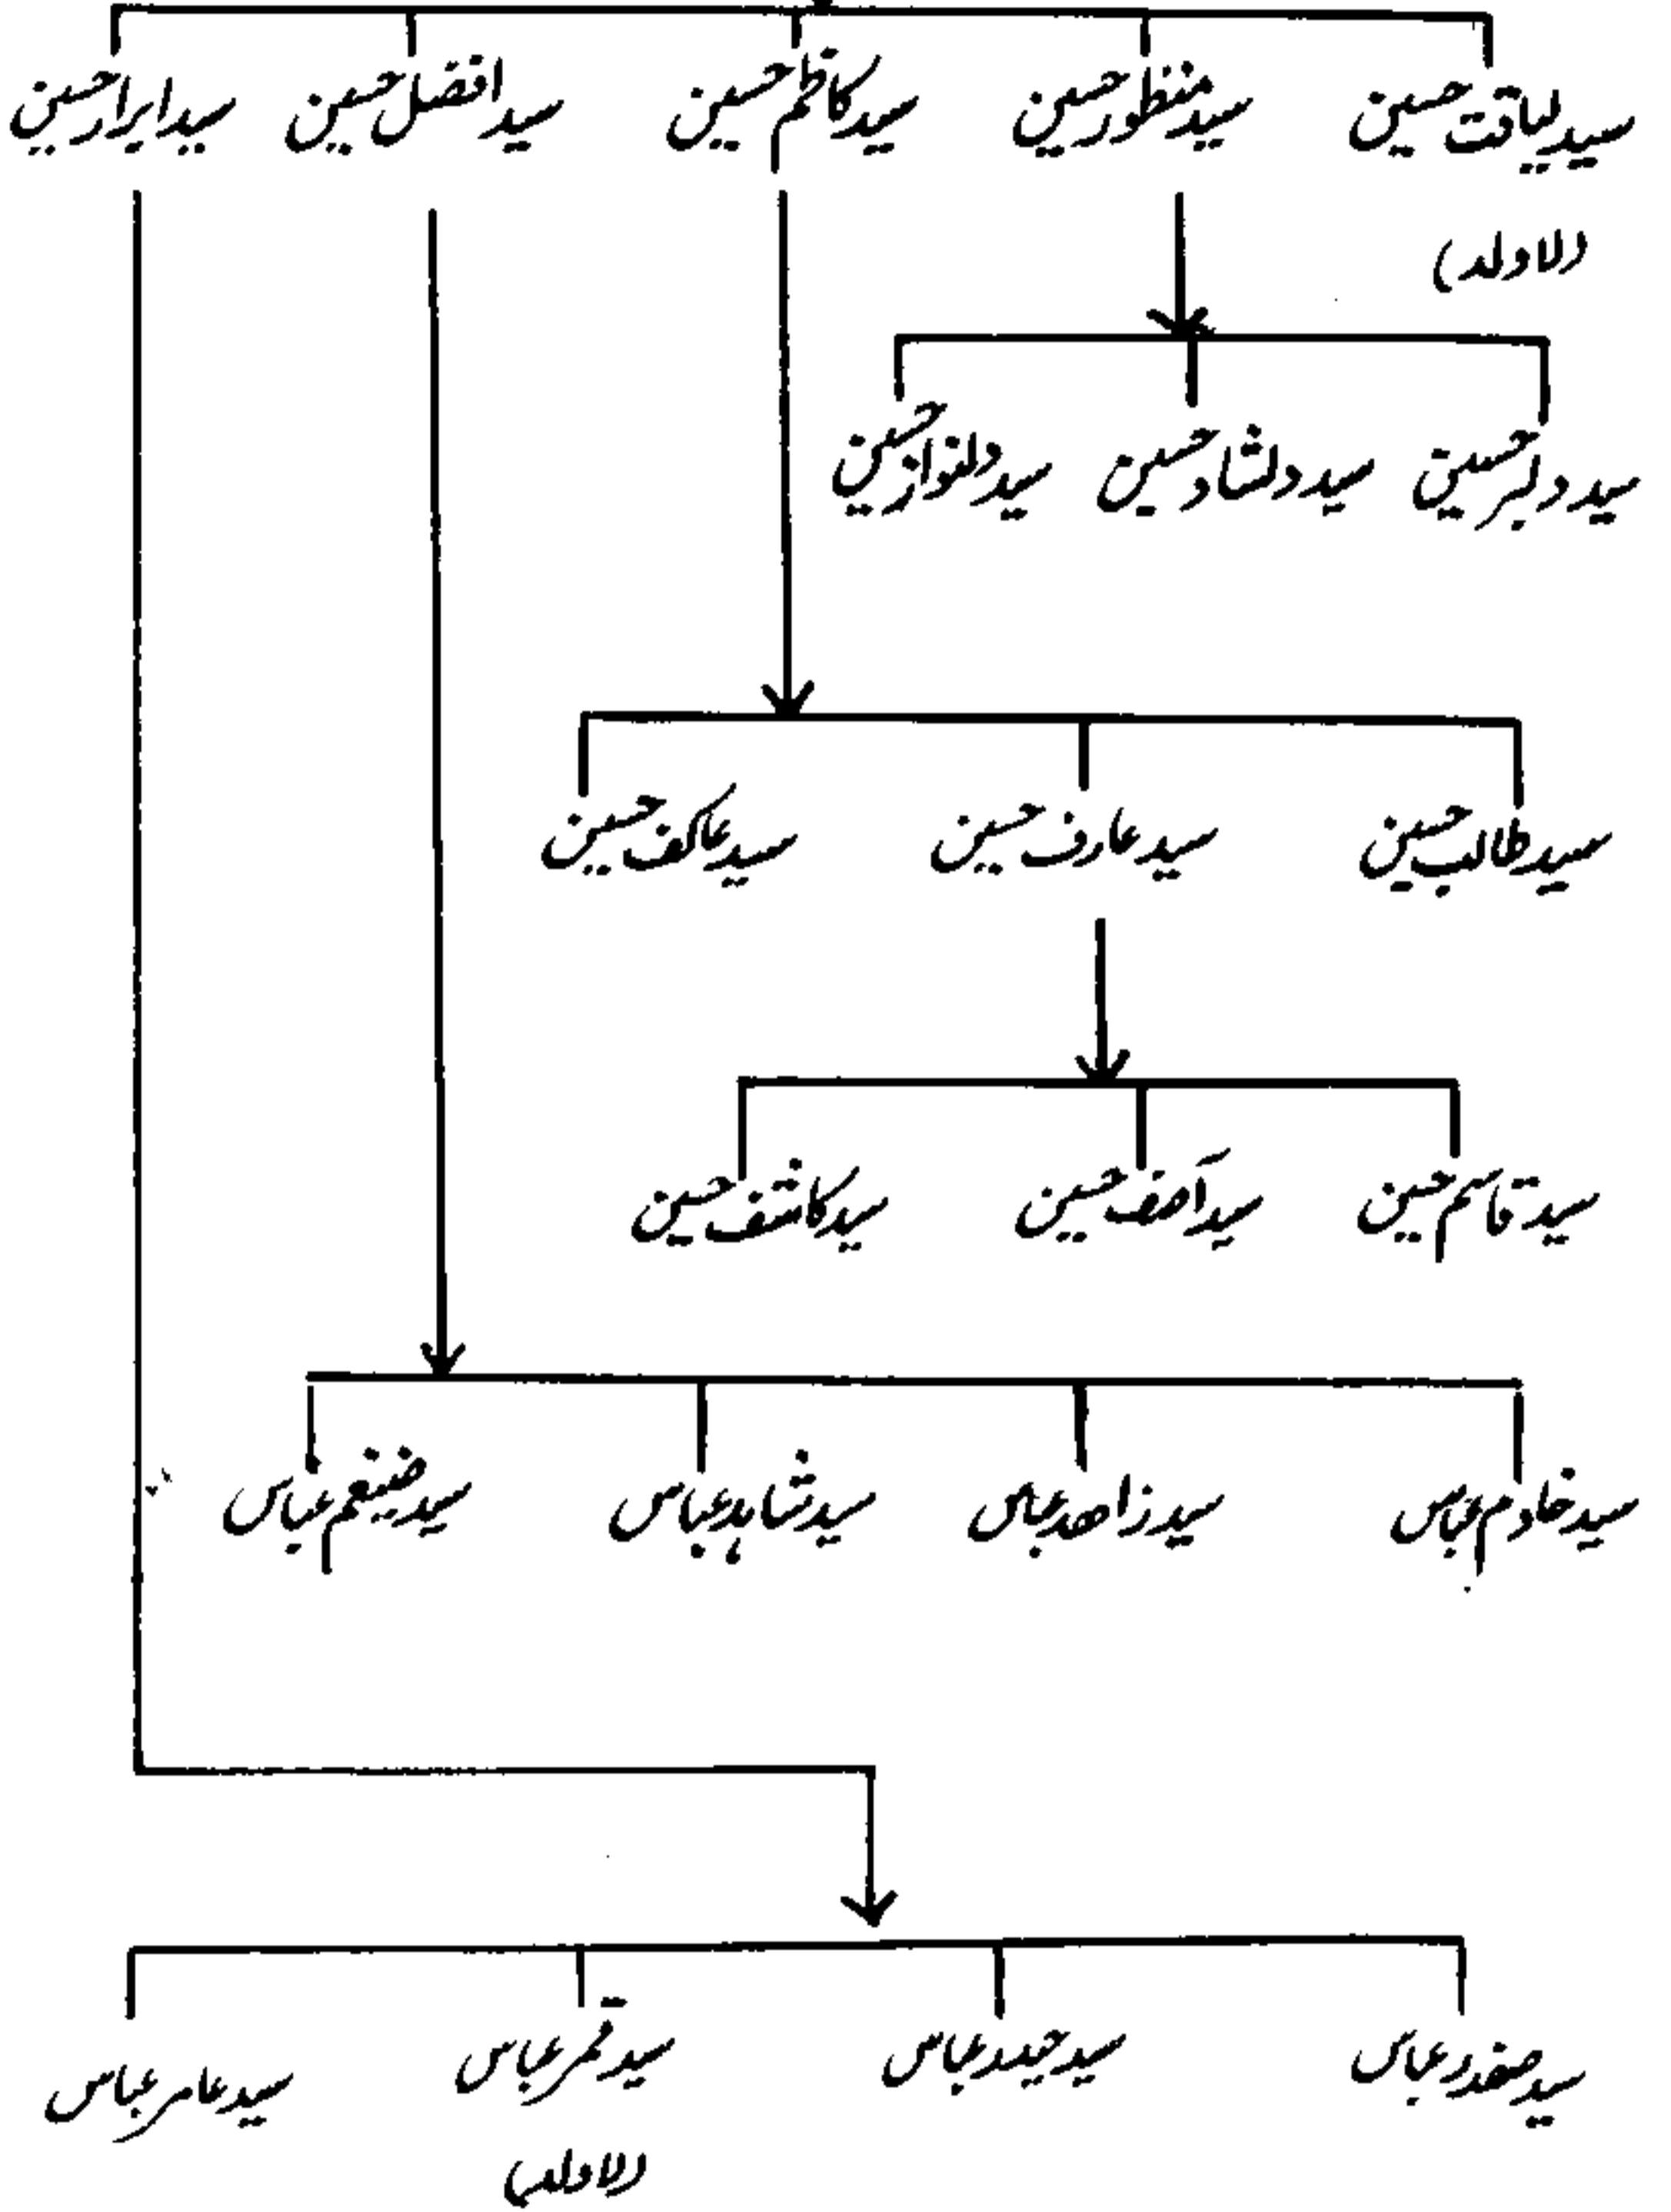 سید لیاقت حسین سید منظور حسین سید کاظم حسین سید افضل حسین سید ابرار حسین
(لاولد)
سید دلبر حسین سید دلشاد حسین سید دلنواز حسین
سید طالب حسین سید عارف حسین سید عاکف حسین
سید قاسم حسین سید آصف حسین سید کاشف حسین
سید خادم عباس سید زاھد عباس سید شاہد عباس سید ضیغم عباس
سید صفدر عباس سید حیدر عباس سید قمر عباس سید عامر عباس
(لاولد)